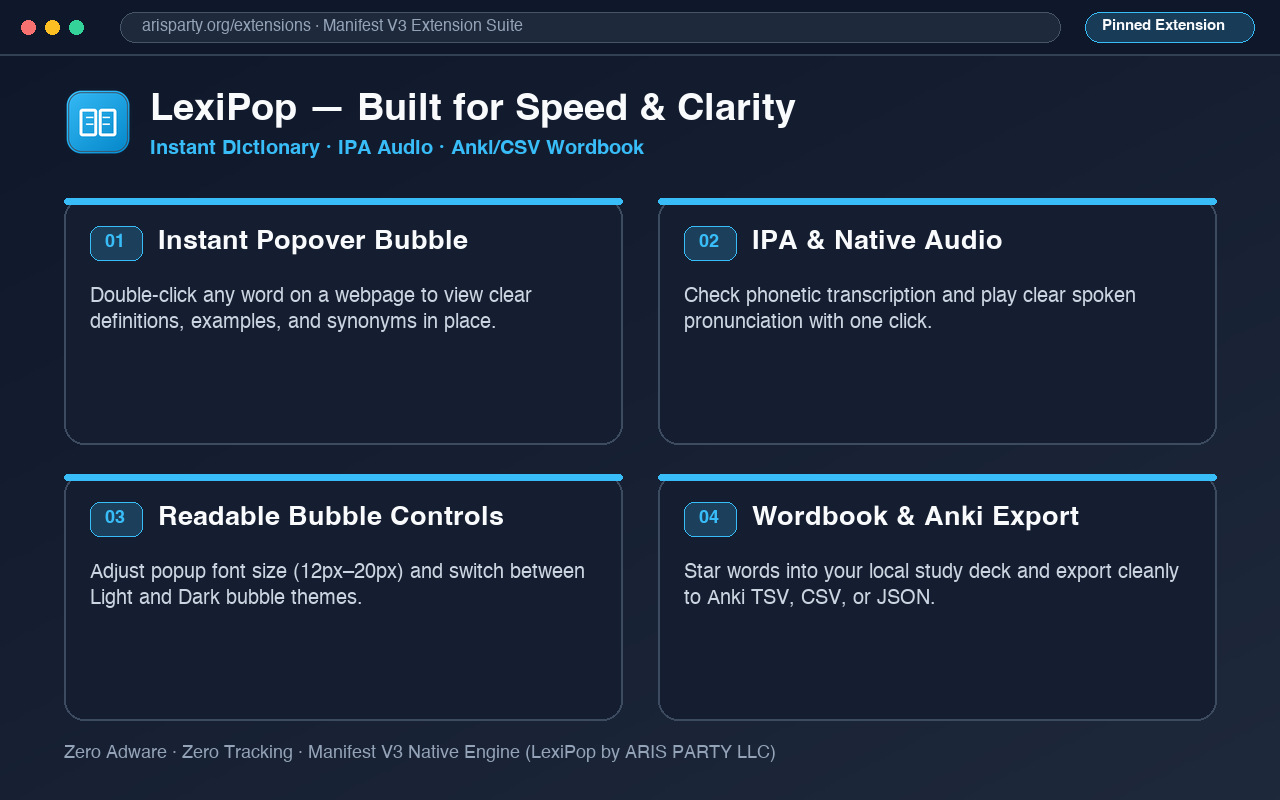 arisparty.org/extensions · Manifest V3 Extension Suite
Pinned Extension
LexiPop — Built for Speed & Clarity
Instant Dictionary · IPA Audio · Anki/CSV Wordbook
01 Instant Popover Bubble
Double-click any word on a webpage to view clear
definitions, examples, and synonyms in place.
02 IPA & Native Audio
Check phonetic transcription and play clear spoken
pronunciation with one click.
03 Readable Bubble Controls
Adjust popup font size (12px–20px) and switch between
Light and Dark bubble themes.
04 Wordbook & Anki Export
Star words into your local study deck and export cleanly
to Anki TSV, CSV, or JSON.
Zero Adware · Zero Tracking · Manifest V3 Native Engine (LexiPop by ARIS PARTY LLC)